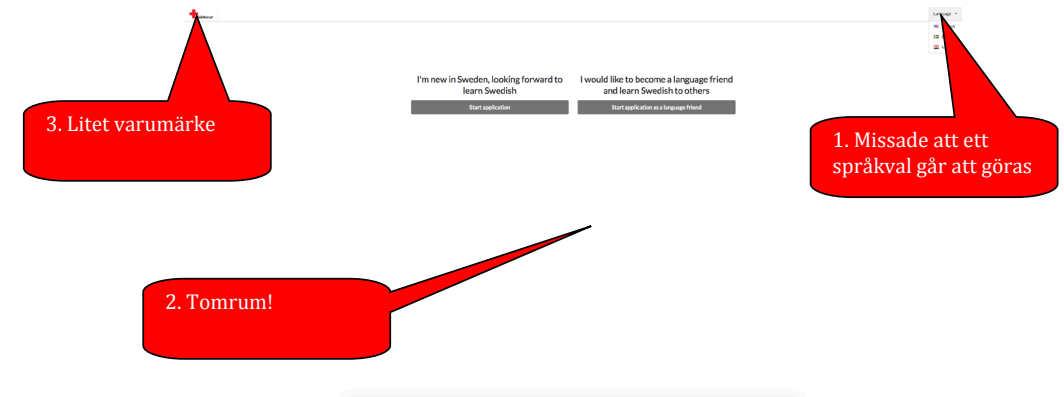 Language
I'm new in Sweden, looking forward to
learn Swedish
Start application
I would like to become a language friend
and learn Swedish to others
Start application as a language friend
3. Litet varumärke
1. Missade att ett
språkval går att göras
2. Tomrum!